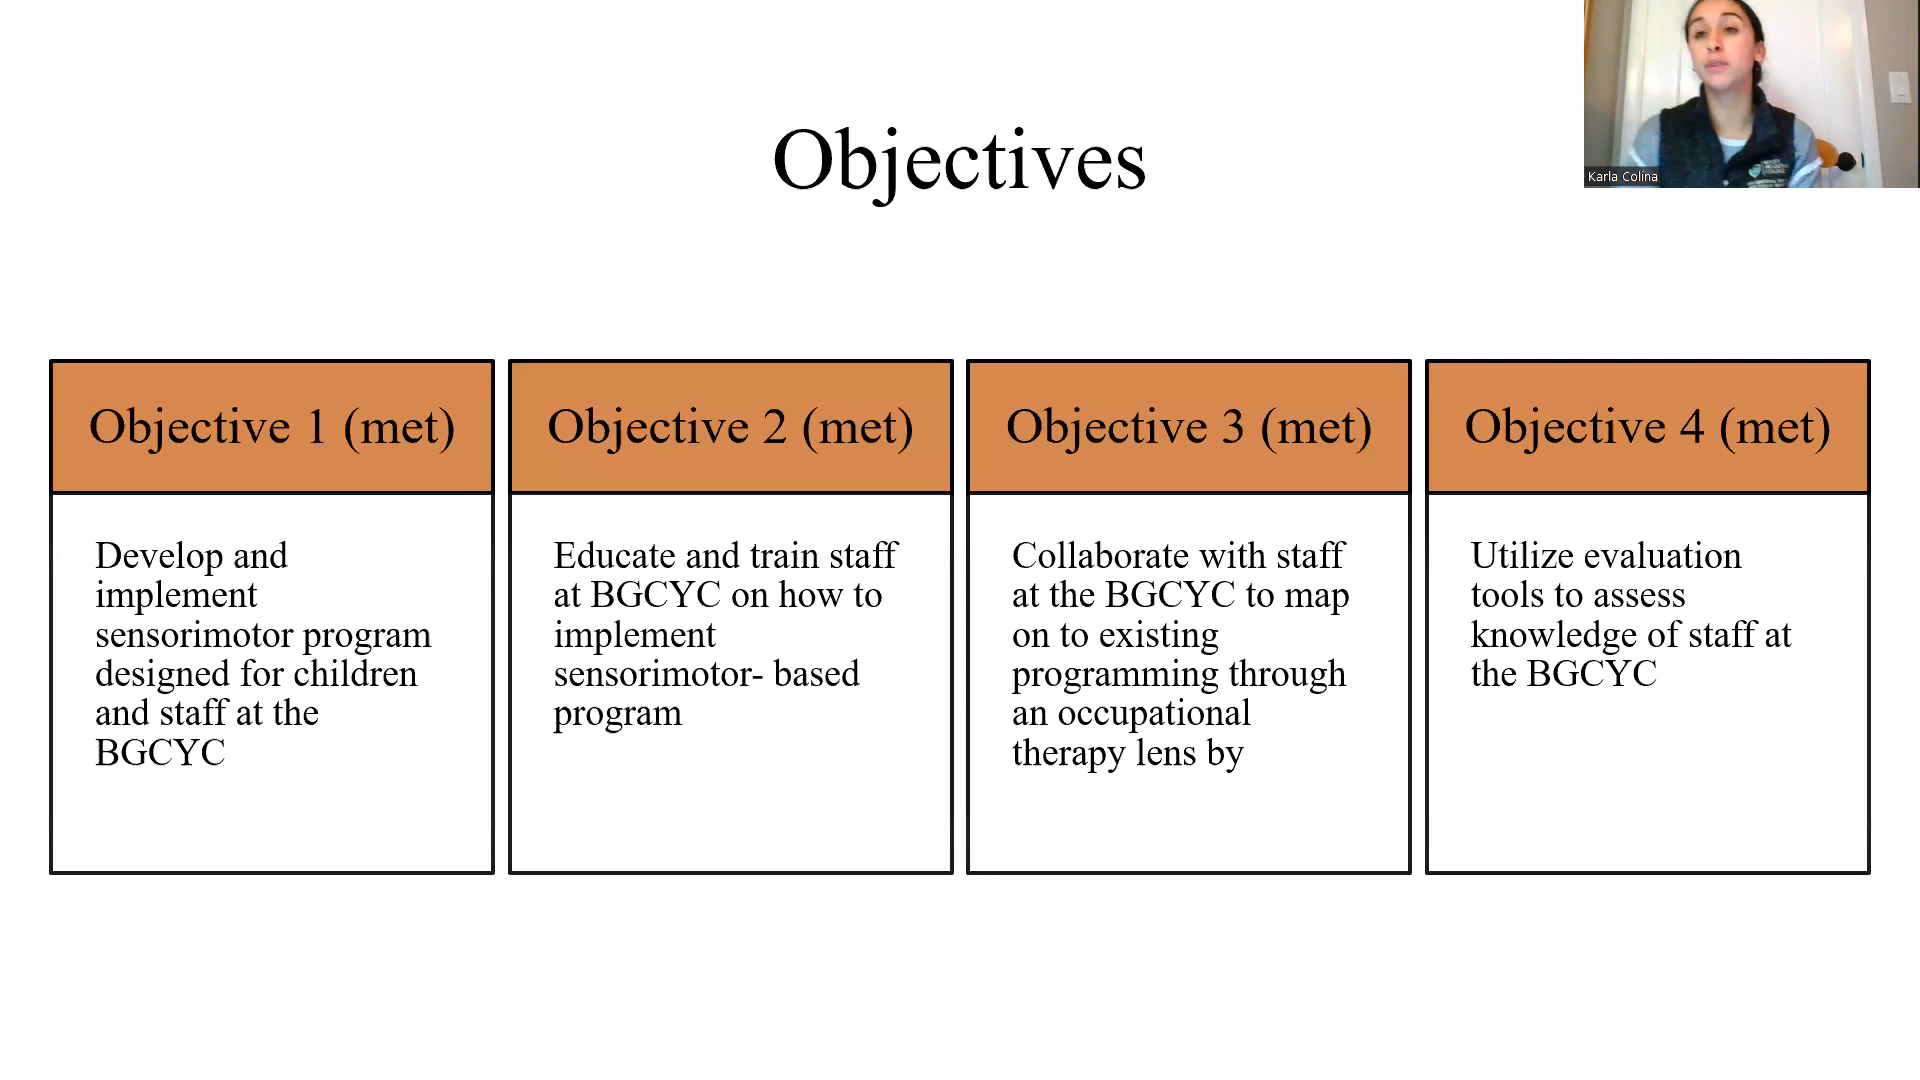 Objectives
Karla Colina
Objective 1 (met)
Develop and
implement
sensorimotor program
designed for children
and staff at the
BGCYC
Objective 2 (met)
Educate and train staff
at BGCYC on how to
implement
sensorimotor- based
program
Objective 3 (met)
Collaborate with staff
at the BGCYC to map
on to existing
programming through
an occupational
therapy lens by
Objective 4 (met)
Utilize evaluation
tools to assess
knowledge of staff at
the BGCYC